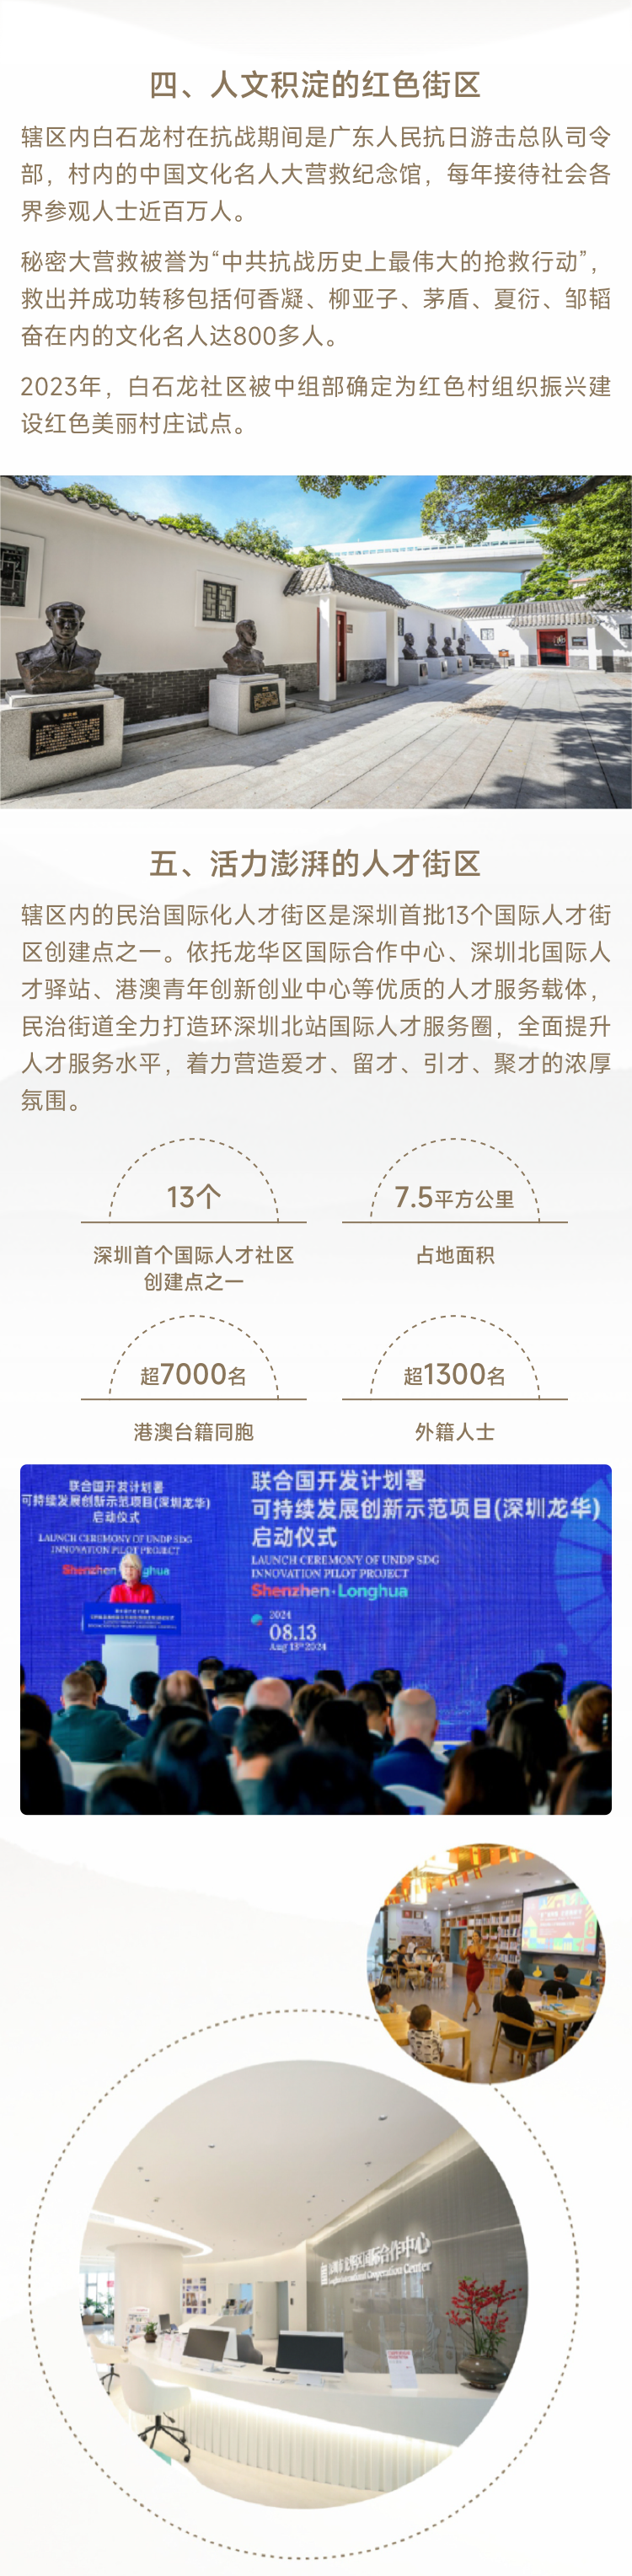 四、人文积淀的红色街区
辖区内白石龙村在抗战期间是广东人民抗日游击总队司令
部，村内的中国文化名人大营救纪念馆，每年接待社会各
界参观人士近百万人。
秘密大营救被誉为“中共抗战历史上最伟大的抢救行动”，
救出并成功转移包括何香凝、柳亚子、茅盾、夏衍、邹韬
奋在内的文化名人达800多人。
2023年，白石龙社区被中组部确定为红色村组织振兴建
设红色美丽村庄试点。
五、活力澎湃的人才街区
辖区内的民治国际化人才街区是深圳首批13个国际人才街
区创建点之一。依托龙华区国际合作中心、深圳北国际人
才驿站、港澳青年创新创业中心等优质的人才服务载体，
民治街道全力打造环深圳北站国际人才服务圈，全面提升
人才服务水平，着力营造爱才、留才、引才、聚才的浓厚
氛围。
13个
深圳首个国际人才社区
创建点之一
7.5平方公里
占地面积
超7000名
港澳台籍同胞
超1300名
外籍人士
联合国开发计划署
可持续发展创新示范项目(深圳龙华)
启动仪式
LAUNCH CEREMONY OF UNDP SDG
INNOVATION PILOT PROJECT
Shenzhen
ghua
联合国开发计划署
可持续发展创新示范项目(深圳龙华)
启动仪式
LAUNCH CEREMONY OF UNDP SDG
INNOVATION PILOT PROJECT
Shenzhen·Longhua
2024
08.13
Aug 13th 2024
国际合作中心
International Cooperation Center